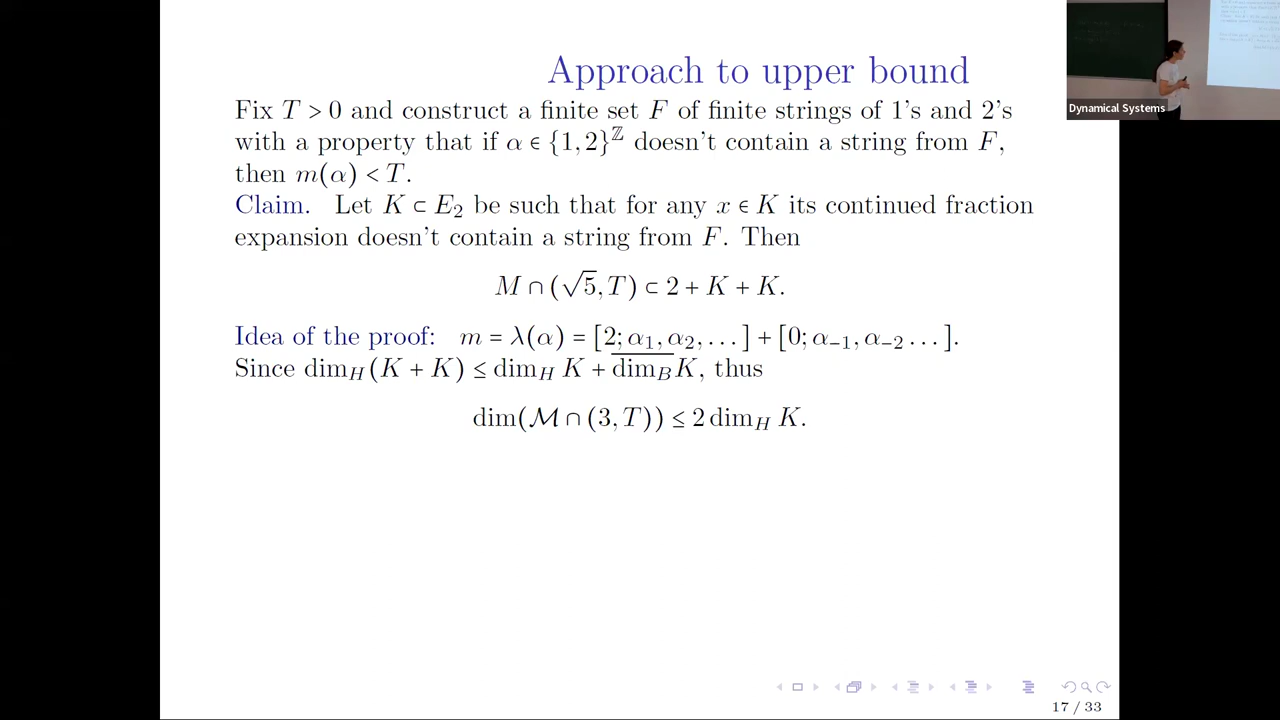 Approach to upper bound
Fix T > 0 and construct a finite set F of finite strings of 1's and 2's
with a property that if α ∈ {1, 2}^ℤ doesn't contain a string from F,
then m(α) < T.
Claim. Let K ⊂ E₂ be such that for any x ∈ K its continued fraction
expansion doesn't contain a string from F. Then
M ∩ (√5, T) ⊂ 2 + K + K.
Idea of the proof: m = λ(α) = [2; α₁, α₂, . . . ] + [0; α₋₁, α₋₂ . . . ].
Since dim_H(K + K) ≤ dim_H K + \overline{dim}_B K, thus
dim(ℳ ∩ (3, T)) ≤ 2 dim_H K.
17 / 33
Dynamical Systems